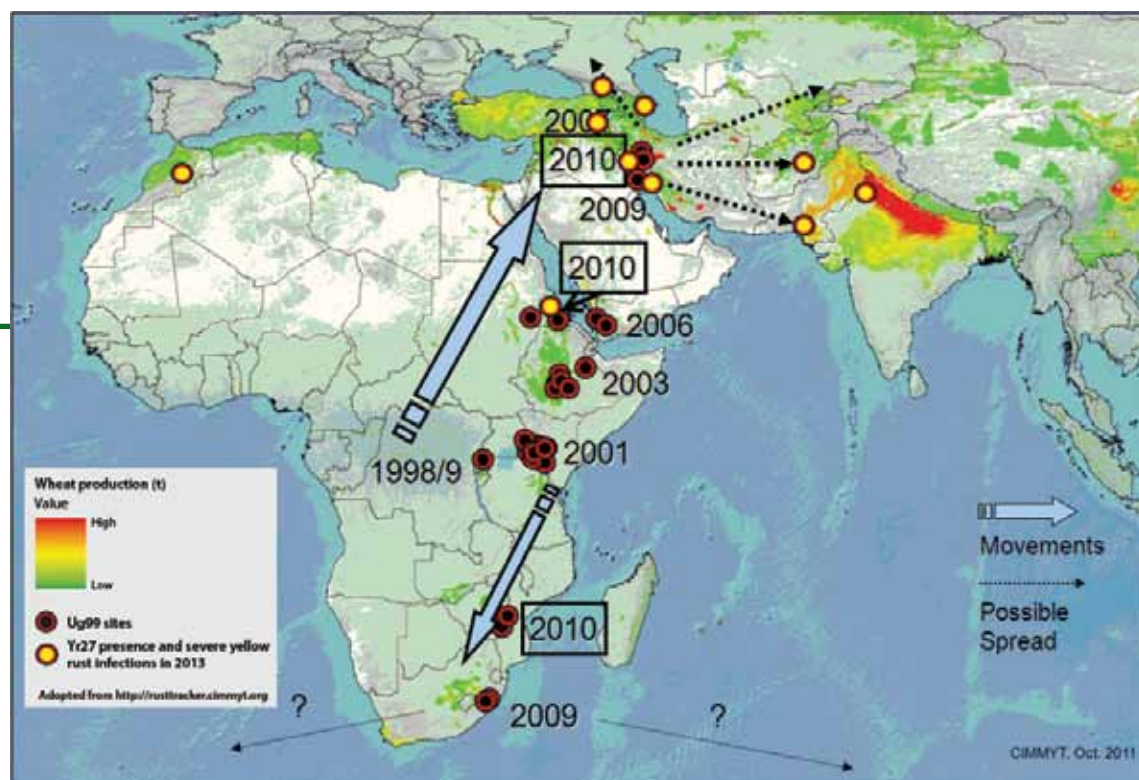 2010
2009
2010
2006
2003
2001
1998/9
2010
2009
?
?
Wheat production (t)
Value
High
Low
Ug99 sites
Yr27 presence and severe yellow
rust infections in 2013
Adopted from http://rusttracker.cimmyt.org
Movements
Possible
Spread
CIMMYT, Oct. 2011